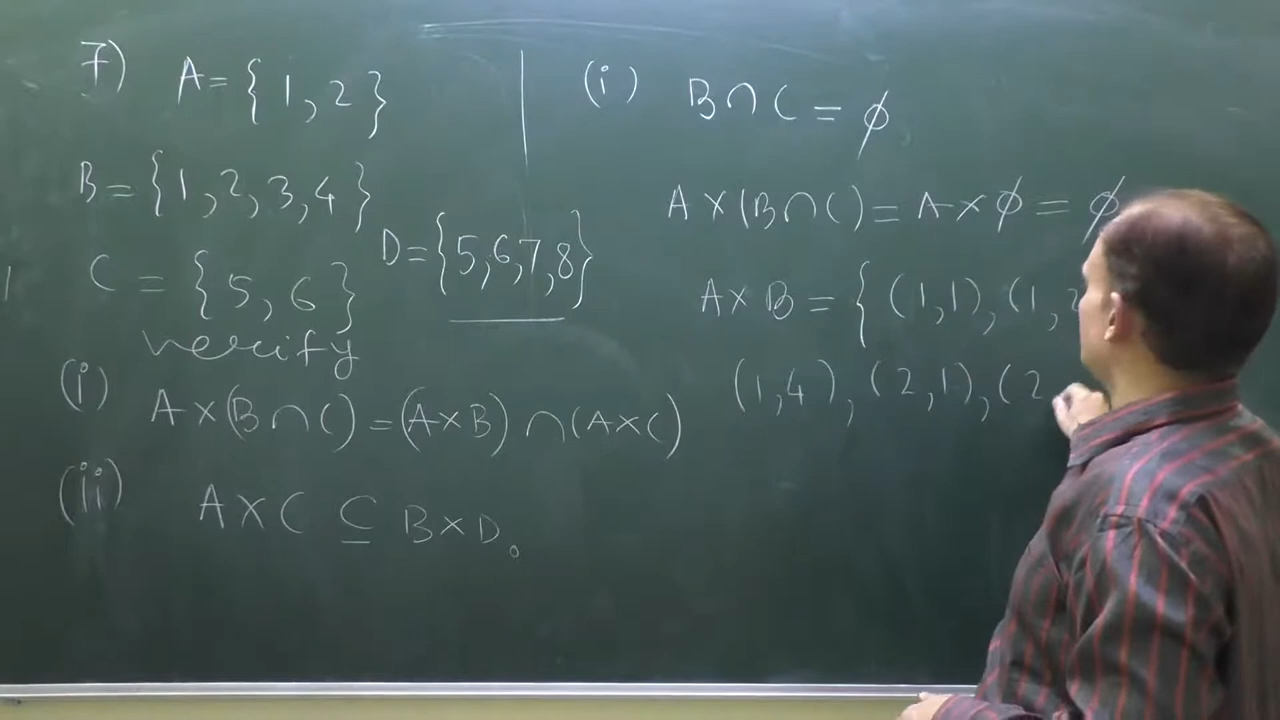 7) A = {1, 2}
B = {1, 2, 3, 4}
C = {5, 6}
D = {5, 6, 7, 8}
verify
(i) A × (B ∩ C) = (A × B) ∩ (A × C)
(ii) A × C ⊆ B × D.
(i) B ∩ C = ϕ
A × (B ∩ C) = A × ϕ = ϕ
A × B = { (1, 1), (1, 2
(1, 4), (2, 1), (2